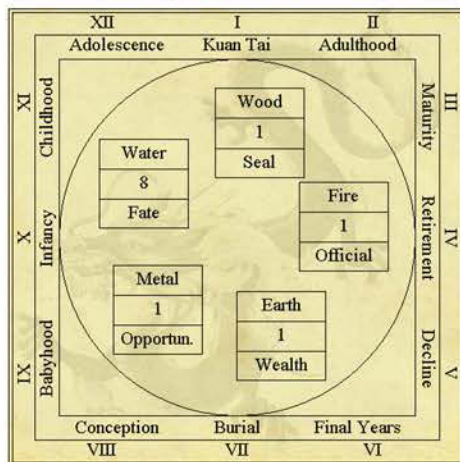 XII I II
Adolescence Kuan Tai Adulthood
XI
Childhood
X
Infancy
IX
Babyhood
III
Maturity
IV
Retirement
V
Decline
Wood
1
Seal
Water
8
Fate
Fire
1
Official
Metal
1
Opportun.
Earth
1
Wealth
Conception Burial Final Years
VIII VII VI